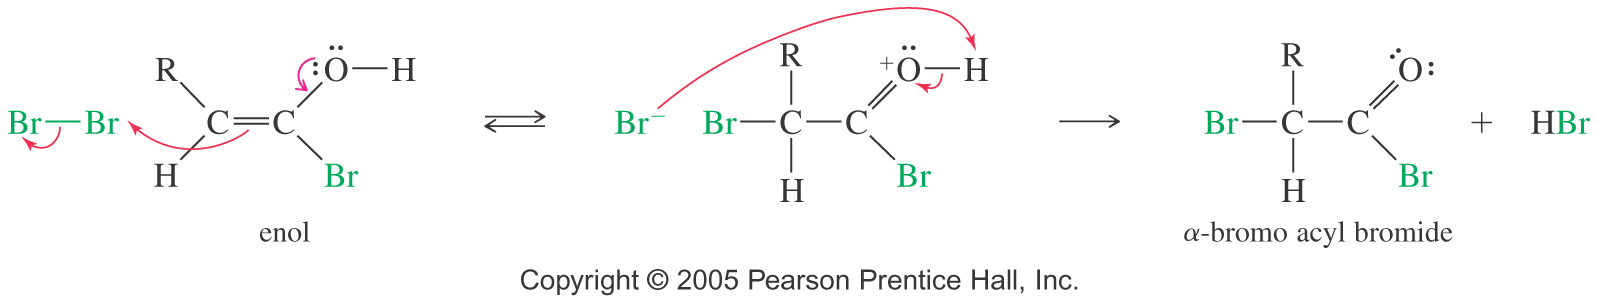 R O—H R O—H R O
Br—Br C=C Br⁻ Br—C—C Br—C—C + HBr
H Br H Br H Br
enol α-bromo acyl bromide
Copyright © 2005 Pearson Prentice Hall, Inc.